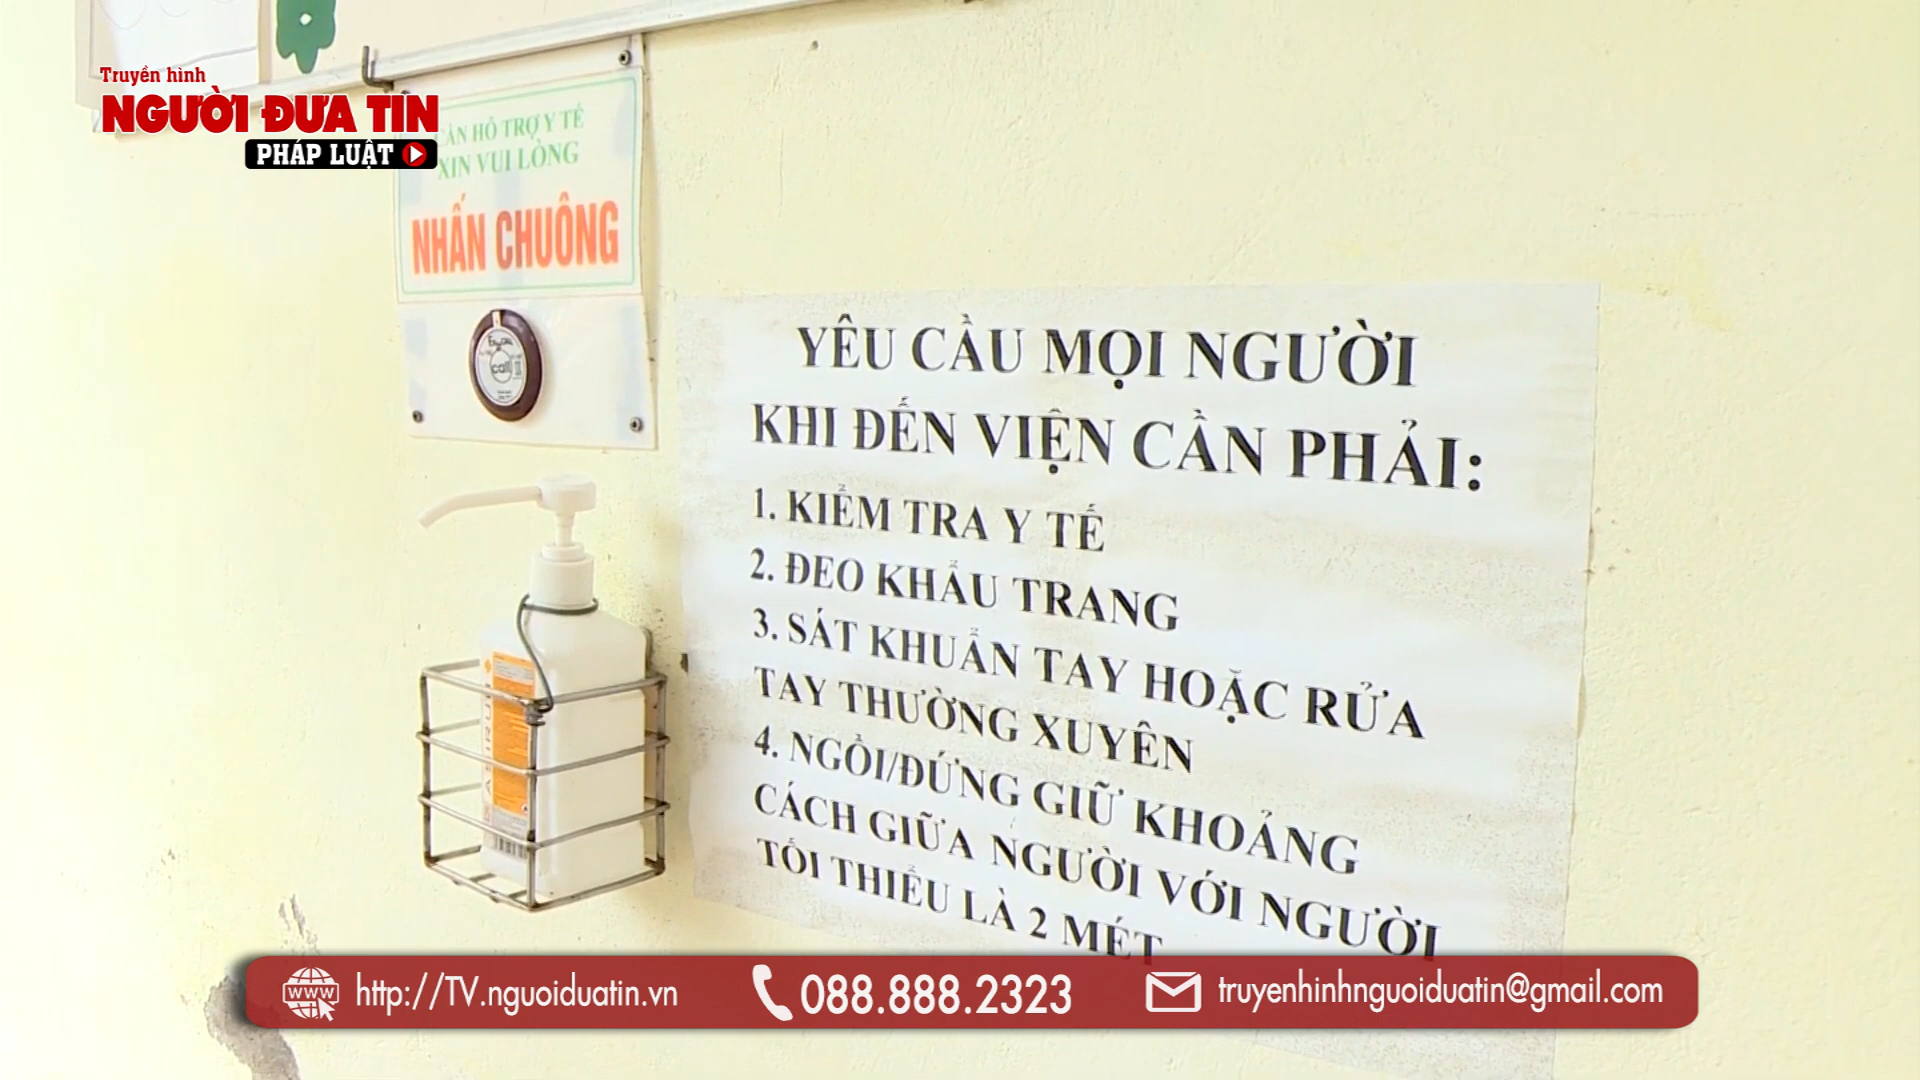 Truyền hình
NGƯỜI ĐƯA TIN
PHÁP LUẬT
CẦN HỖ TRỢ Y TẾ
XIN VUI LÒNG
NHẤN CHUÔNG
call
YÊU CẦU MỌI NGƯỜI
KHI ĐẾN VIỆN CẦN PHẢI:
1. KIỂM TRA Y TẾ
2. ĐEO KHẨU TRANG
3. SÁT KHUẨN TAY HOẶC RỬA
TAY THƯỜNG XUYÊN
4. NGỒI/ĐỨNG GIỮ KHOẢNG
CÁCH GIỮA NGƯỜI VỚI NGƯỜI
TỐI THIỂU LÀ 2 MÉT
www
http://TV.nguoiduatin.vn
088.888.2323
truyenhinhnguoiduatin@gmail.com